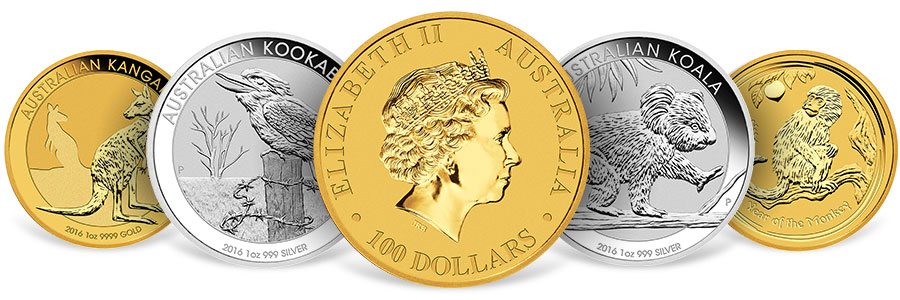 AUSTRALIAN KANGA
2016 1oz 9999 GOLD
AUSTRALIAN KOOKAB
P
2016 1oz 999 SILVER
ELIZABETH II AUSTRALIA
100 DOLLARS
AUSTRALIAN KOALA
P
2016 1oz 999 SILVER
Year of the Monkey